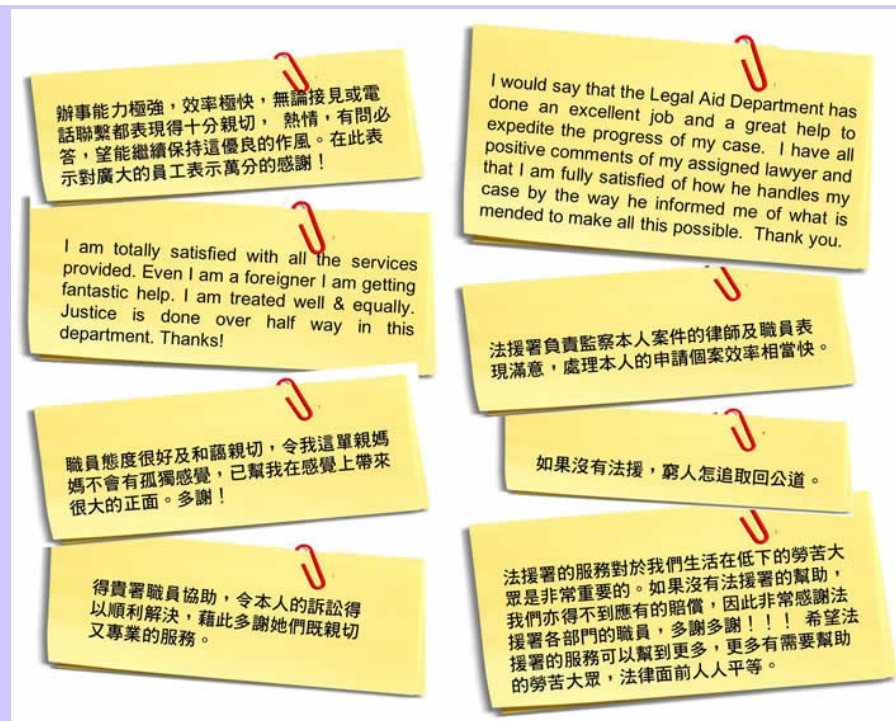 辦事能力極強，效率極快，無論接見或電
話聯繫都表現得十分親切， 熱情，有問必
答，望能繼續保持這優良的作風。在此表
示對廣大的員工表示萬分的感謝！
I am totally satisfied with all the services
provided. Even I am a foreigner I am getting
fantastic help. I am treated well & equally.
Justice is done over half way in this
department. Thanks!
職員態度很好及和藹親切，令我這單親媽
媽不會有孤獨感覺，已幫我在感覺上帶來
很大的正面。多謝！
得貴署職員協助，令本人的訴訟得
以順利解決，藉此多謝她們既親切
又專業的服務。
I would say that the Legal Aid Department has
done an excellent job and a great help to
expedite the progress of my case. I have all
positive comments of my assigned lawyer and
that I am fully satisfied of how he handles my
case by the way he informed me of what is
mended to make all this possible. Thank you.
法援署負責監察本人案件的律師及職員表
現滿意，處理本人的申請個案效率相當快。
如果沒有法援，窮人怎追取回公道。
法援署的服務對於我們生活在低下的勞苦大
眾是非常重要的。如果沒有法援署的幫助，
我們亦得不到應有的賠償，因此非常感謝法
援署各部門的職員，多謝多謝！！！ 希望法
援署的服務可以幫到更多，更多有需要幫助
的勞苦大眾，法律面前人人平等。